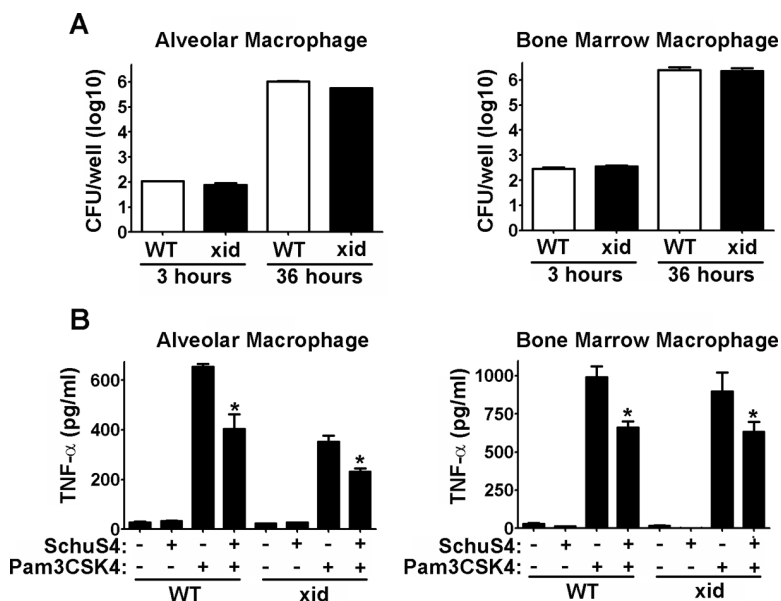 A
Alveolar Macrophage
CFU/well (log10)
6
5
4
3
2
1
0
WT xid WT xid
3 hours 36 hours
Bone Marrow Macrophage
CFU/well (log10)
6
5
4
3
2
1
0
WT xid WT xid
3 hours 36 hours
B
Alveolar Macrophage
TNF-α (pg/ml)
600
400
200
0
* *
SchuS4: - + - + - + - +
Pam3CSK4: - - + + - - + +
WT xid
Bone Marrow Macrophage
TNF-α (pg/ml)
1000
750
500
250
0
* *
SchuS4: - + - + - + - +
Pam3CSK4: - - + + - - + +
WT xid